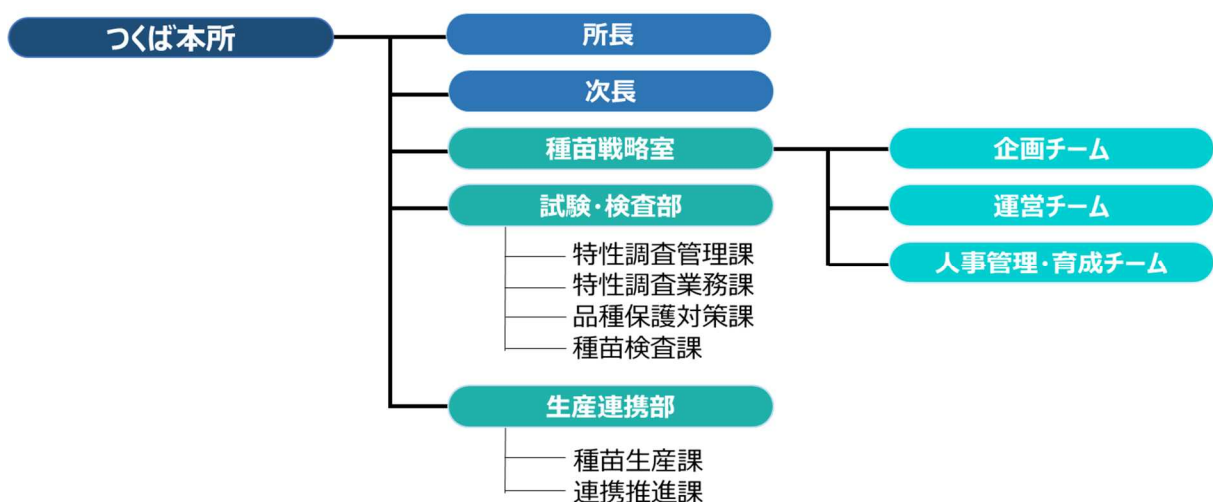 つくば本所
所長
次長
種苗戦略室
企画チーム
運営チーム
人事管理・育成チーム
試験・検査部
特性調査管理課
特性調査業務課
品種保護対策課
種苗検査課
生産連携部
種苗生産課
連携推進課